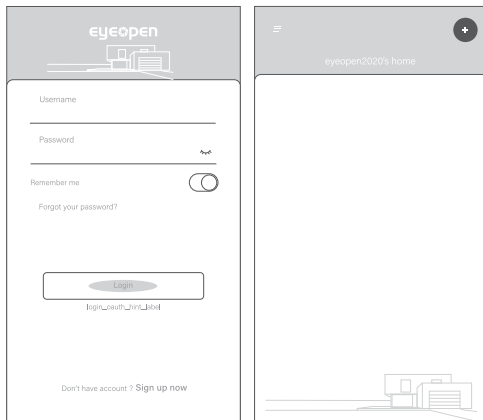 eyeopen
Username
Password
Remember me
Forgot your password?
Login
login_oauth_hint_label
Don't have account ? Sign up now
+
eyeopen2020's home